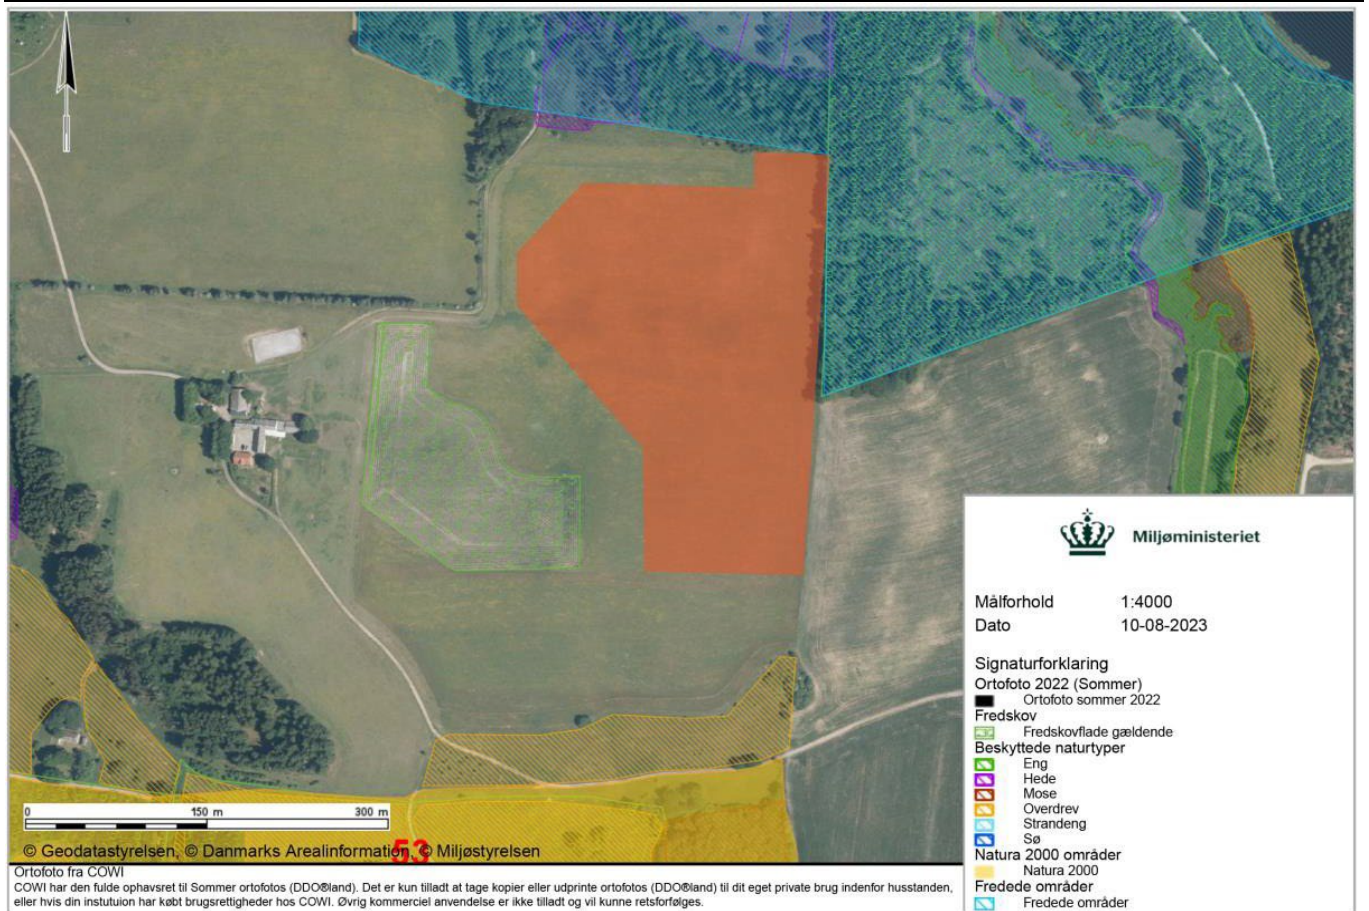 Miljøministeriet
Målforhold 1:4000
Dato 10-08-2023
Signaturforklaring
Ortofoto 2022 (Sommer)
Ortofoto sommer 2022
Fredskov
Fredskovflade gældende
Beskyttede naturtyper
Eng
Hede
Mose
Overdrev
Strandeng
Sø
Natura 2000 områder
Natura 2000
Fredede områder
Fredede områder
0 150 m 300 m
53
© Geodatastyrelsen, © Danmarks Arealinformation, © Miljøstyrelsen
Ortofoto fra COWI
COWI har den fulde ophavsret til Sommer ortofotos (DDO®land). Det er kun tilladt at tage kopier eller udprinte ortofotos (DDO®land) til dit eget private brug indenfor husstanden,
eller hvis din instutuion har købt brugsrettigheder hos COWI. Øvrig kommerciel anvendelse er ikke tilladt og vil kunne retsforfølges.